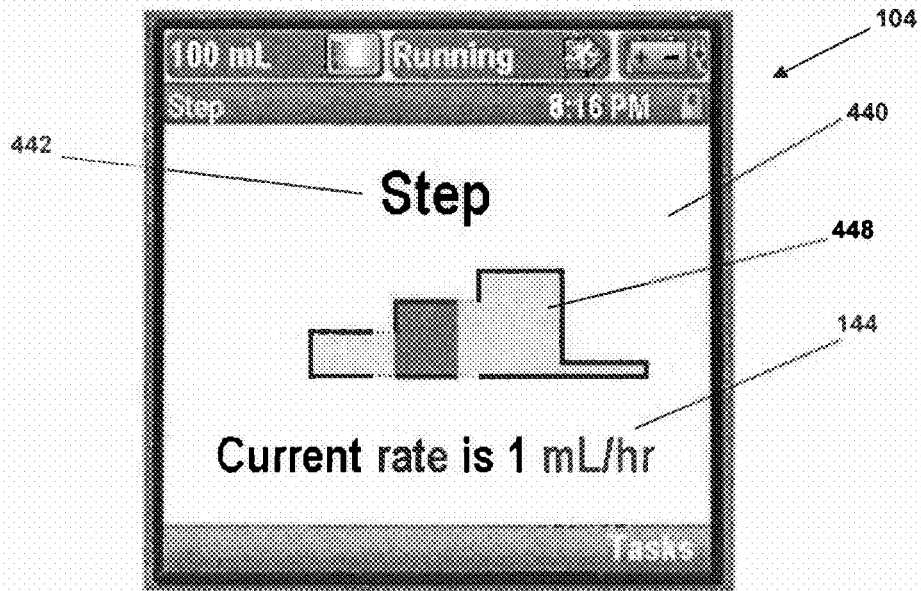 104
100 mL Running
Step 8:16 PM
440
442
Step
448
144
Current rate is 1 mL/hr
Tasks